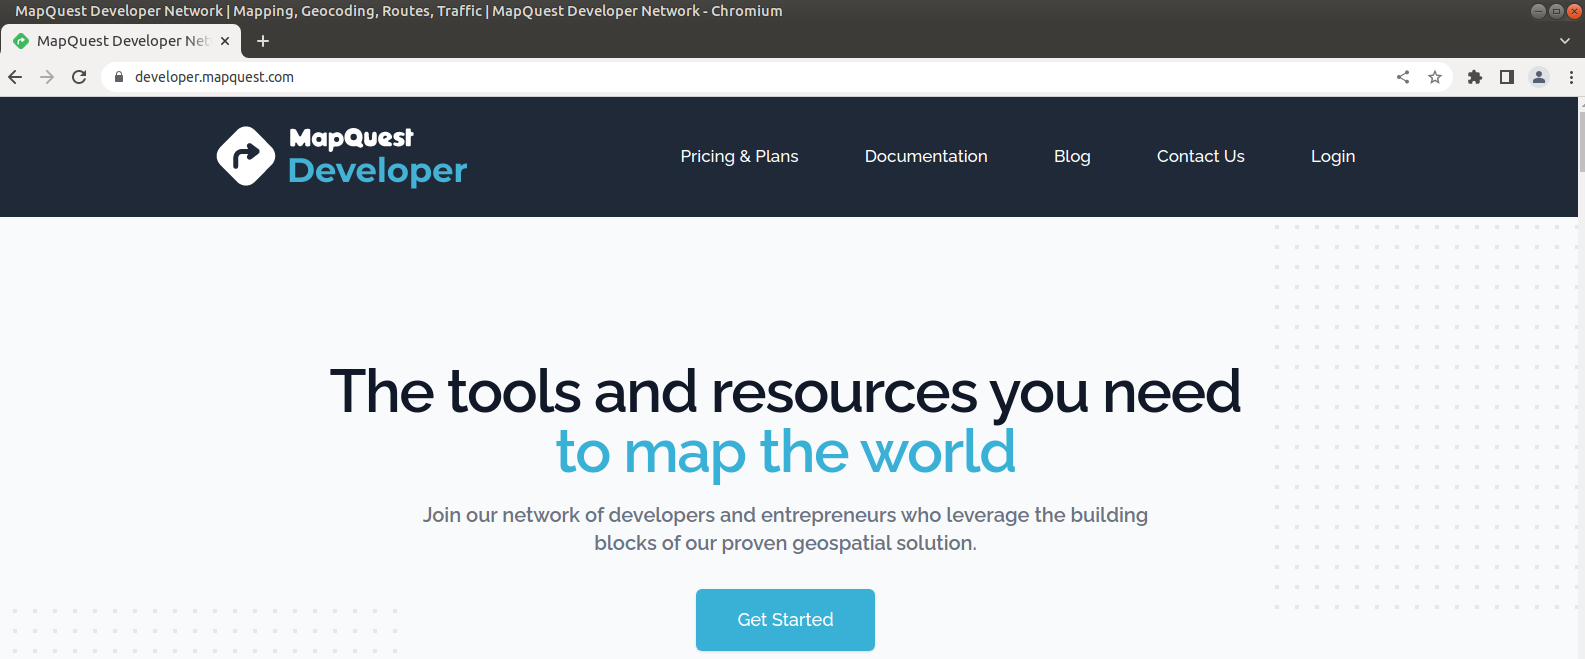 MapQuest Developer Network | Mapping, Geocoding, Routes, Traffic | MapQuest Developer Network - Chromium
MapQuest Developer Net
developer.mapquest.com
MapQuest
Developer
Pricing & Plans
Documentation
Blog
Contact Us
Login
The tools and resources you need
to map the world
Join our network of developers and entrepreneurs who leverage the building
blocks of our proven geospatial solution.
Get Started